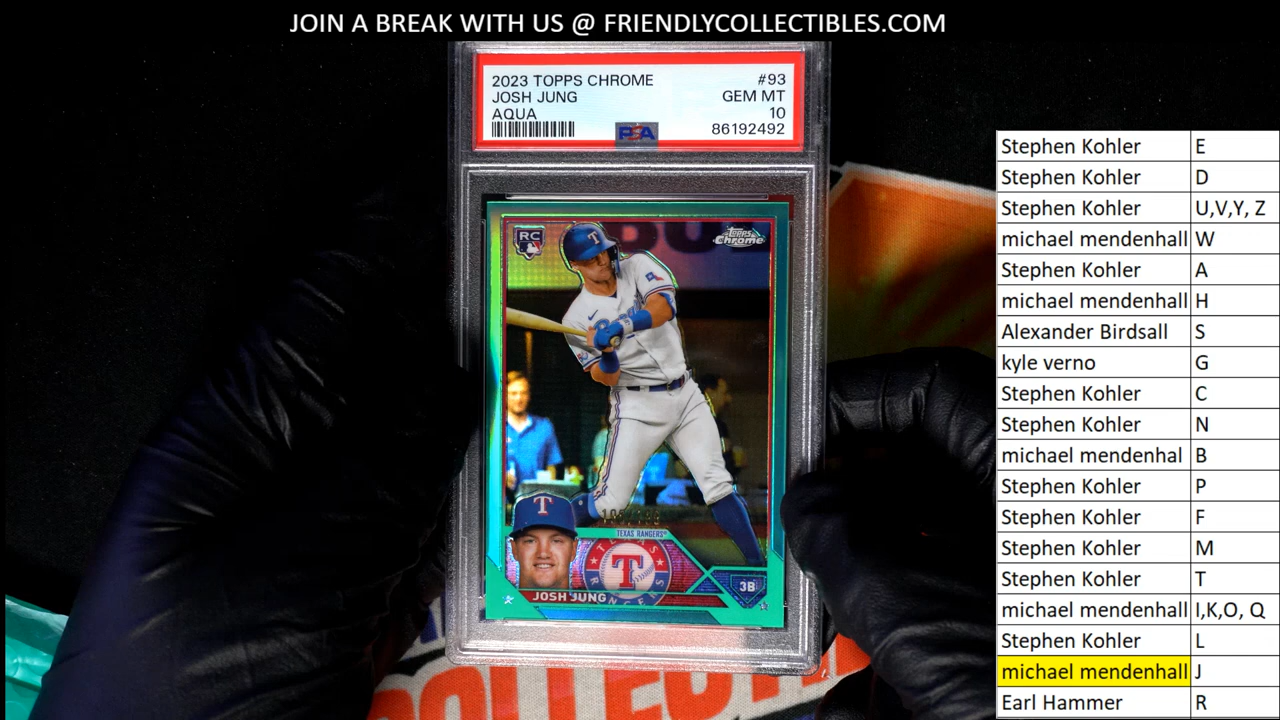 JOIN A BREAK WITH US @ FRIENDLYCOLLECTIBLES.COM
2023 TOPPS CHROME #93
JOSH JUNG GEM MT
AQUA 10
PSA 86192492
RC
Topps
Chrome
T
T
TEXAS RANGERS
TEXAS
T
RANGERS
3B
JOSH JUNG
COLLECT
Stephen Kohler E
Stephen Kohler D
Stephen Kohler U,V,Y, Z
michael mendenhall W
Stephen Kohler A
michael mendenhall H
Alexander Birdsall S
kyle verno G
Stephen Kohler C
Stephen Kohler N
michael mendenhal B
Stephen Kohler P
Stephen Kohler F
Stephen Kohler M
Stephen Kohler T
michael mendenhall I,K,O, Q
Stephen Kohler L
michael mendenhall J
Earl Hammer R